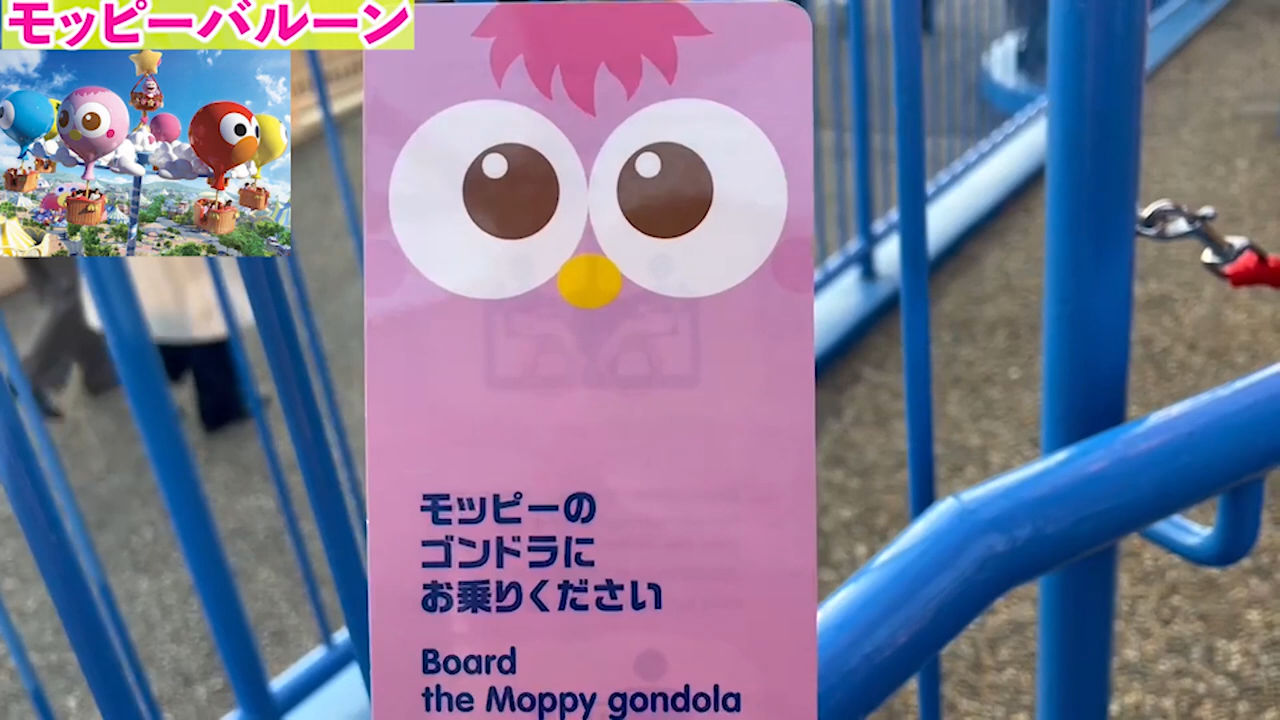 モッピーバルーン
モッピーの
ゴンドラに
お乗りください
Board
the Moppy gondola